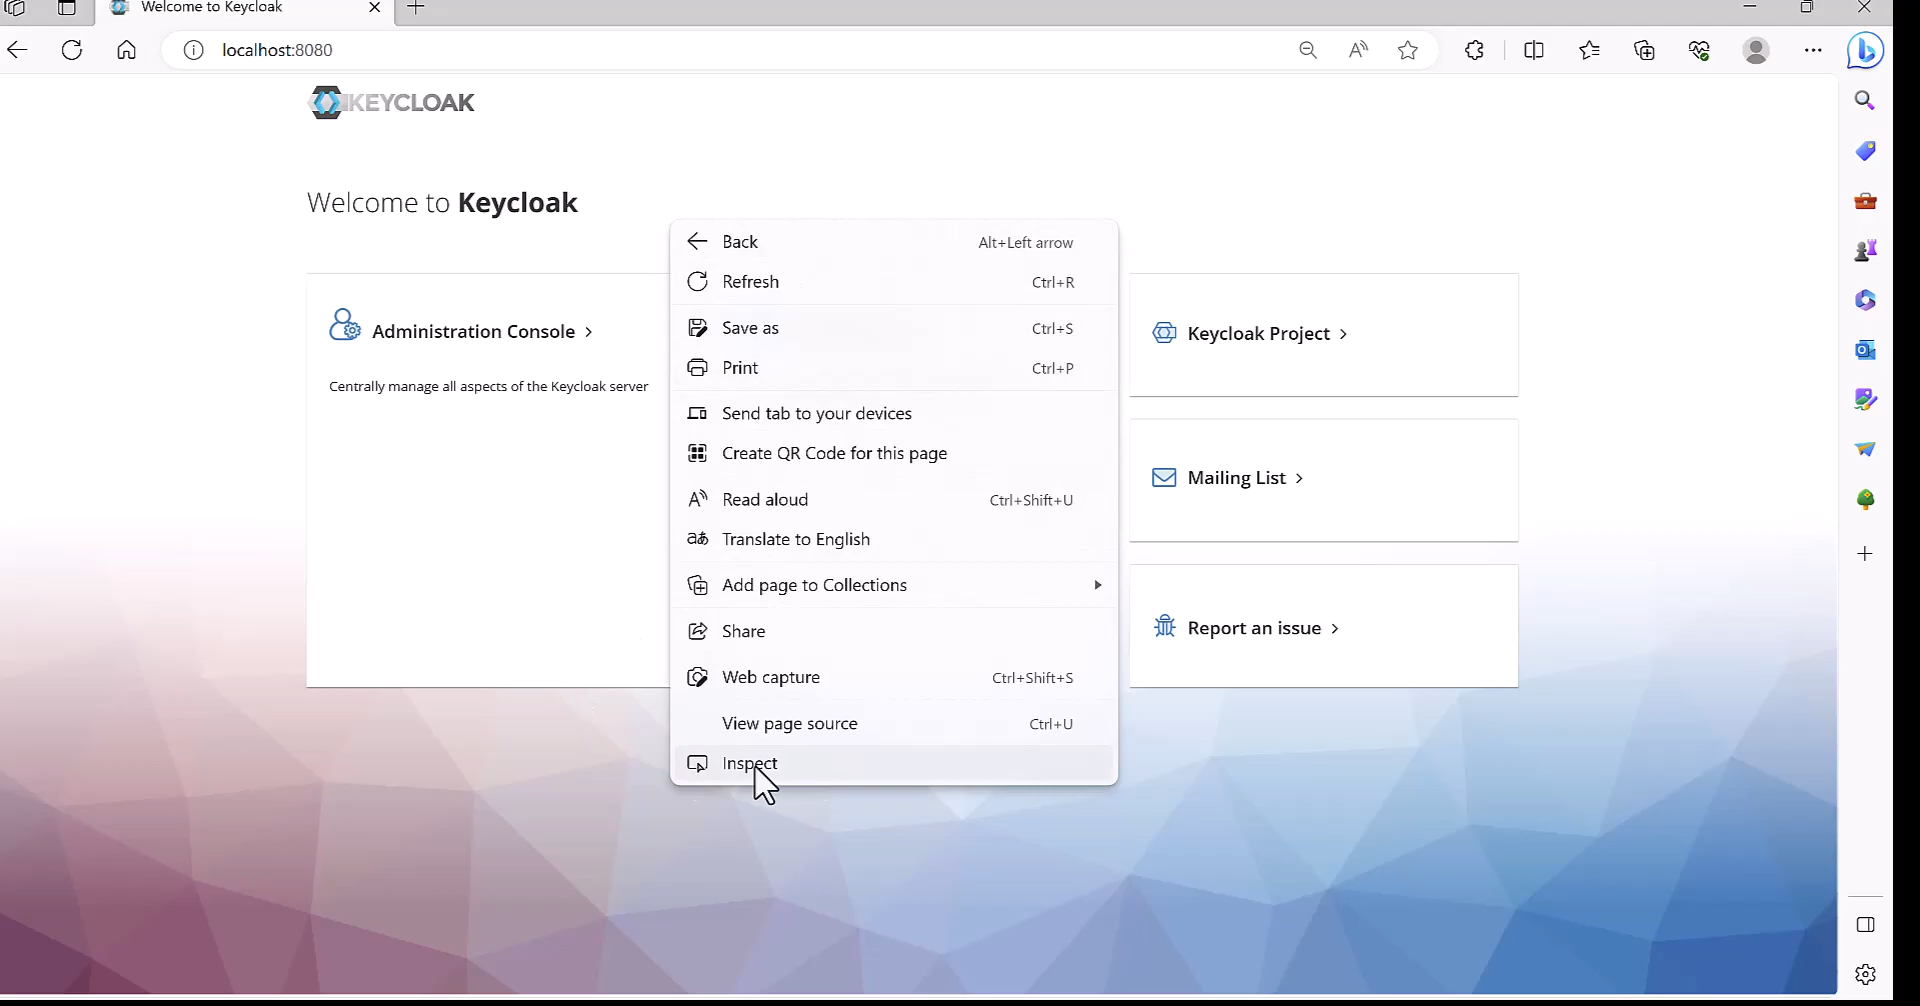 Welcome to Keycloak
localhost:8080
KEYCLOAK
Welcome to Keycloak
Administration Console
Centrally manage all aspects of the Keycloak server
Back Alt+Left arrow
Refresh Ctrl+R
Save as Ctrl+S
Print Ctrl+P
Send tab to your devices
Create QR Code for this page
Read aloud Ctrl+Shift+U
Translate to English
Add page to Collections
Share
Web capture Ctrl+Shift+S
View page source Ctrl+U
Inspect
Keycloak Project
Mailing List
Report an issue